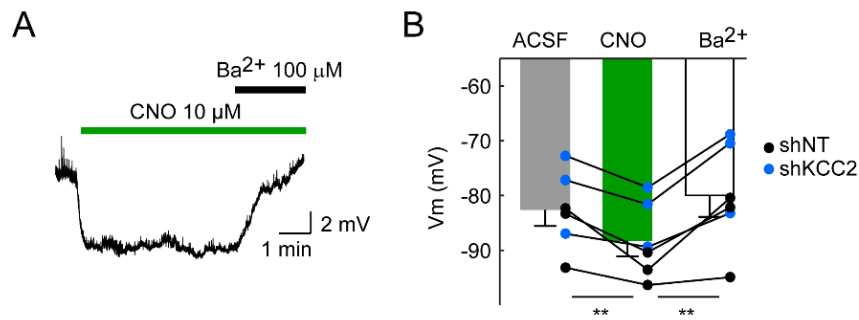 A
Ba2+ 100 μM
CNO 10 μM
2 mV
1 min
B
ACSF CNO Ba2+
Vm (mV)
-60
-70
-80
-90
shNT
shKCC2
** **